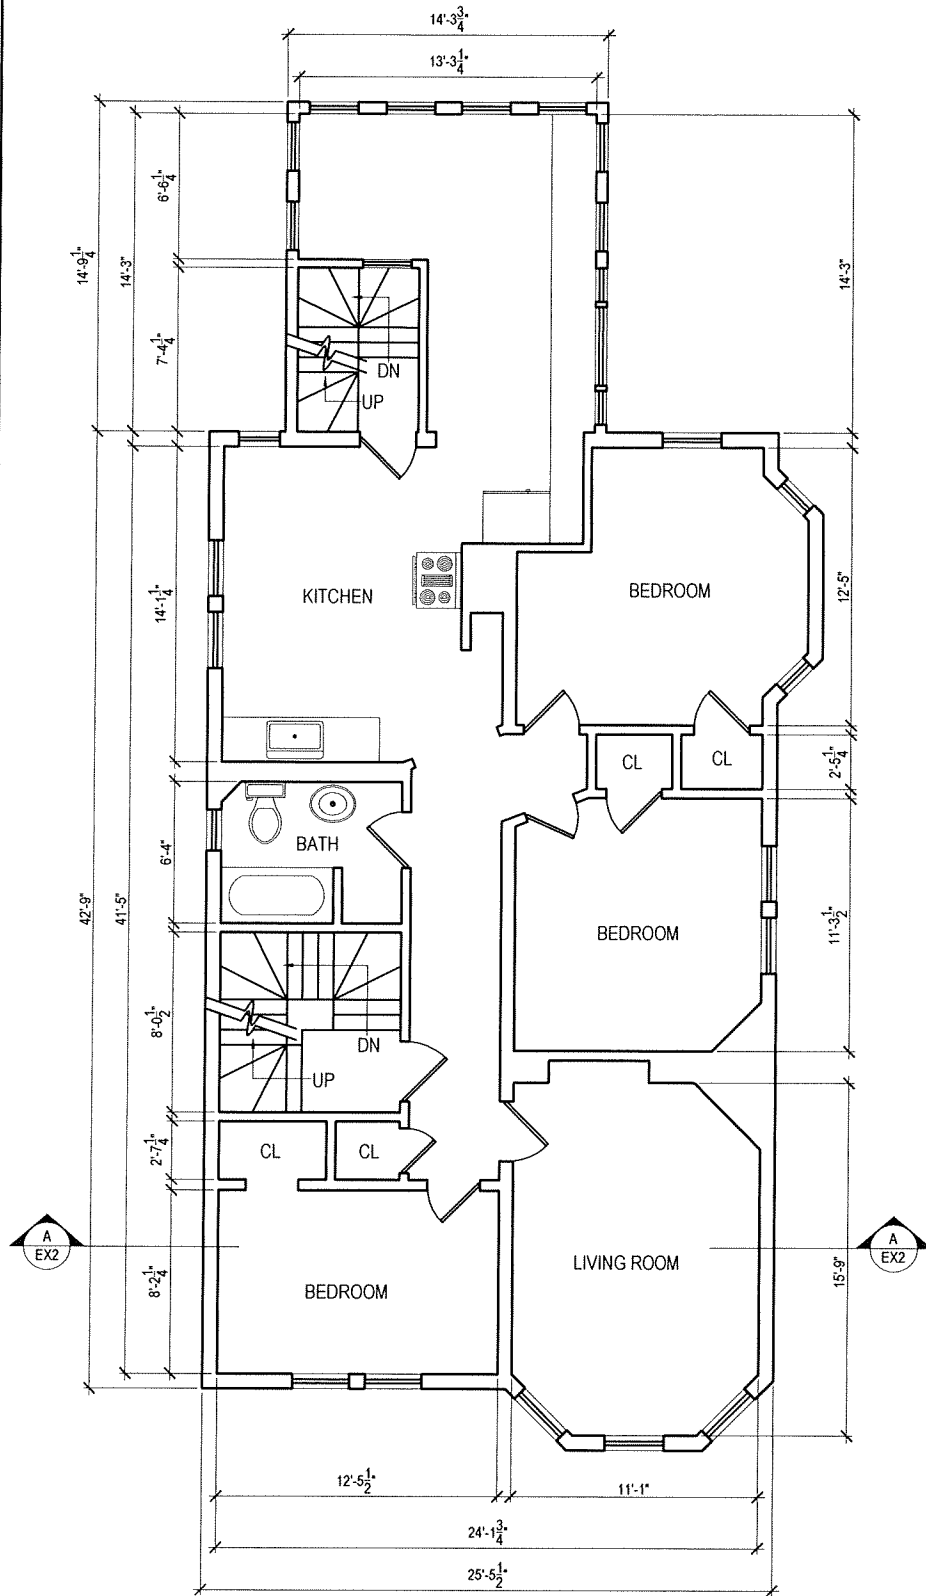 14'-3 3/4"
13'-3 1/4"
6'-6 1/4"
14'-9 1/4"
14'-3"
14'-3"
7'-4 1/4"
DN
UP
KITCHEN
BEDROOM
12'-5"
14'-1 1/4"
CL
CL
2'-5 1/4"
BATH
6'-4"
42'-9"
41'-5"
BEDROOM
11'-3 1/2"
8'-0 1/2"
DN
UP
CL
CL
2'-7 1/4"
A
EX2
A
EX2
LIVING ROOM
15'-9"
BEDROOM
8'-2 1/4"
12'-5 1/2"
11'-1"
24'-1 3/4"
25'-5 1/2"